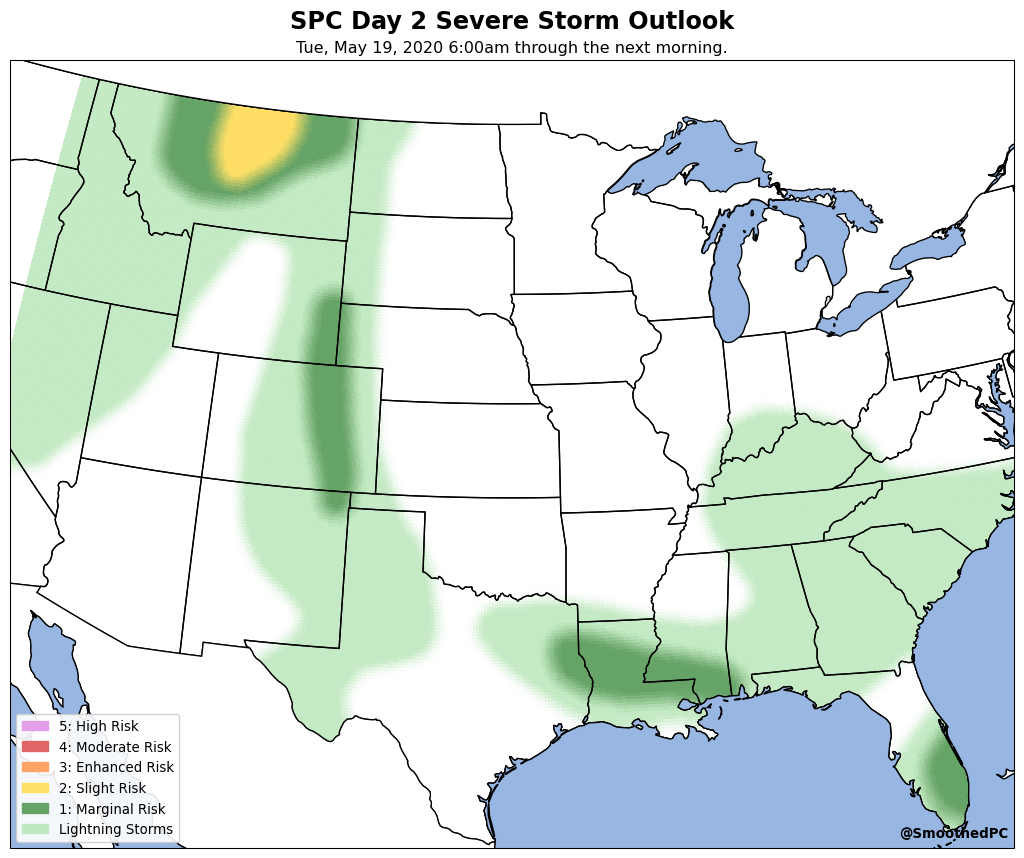 SPC Day 2 Severe Storm Outlook
Tue, May 19, 2020 6:00am through the next morning.
5: High Risk
4: Moderate Risk
3: Enhanced Risk
2: Slight Risk
1: Marginal Risk
Lightning Storms
@SmoothedPC